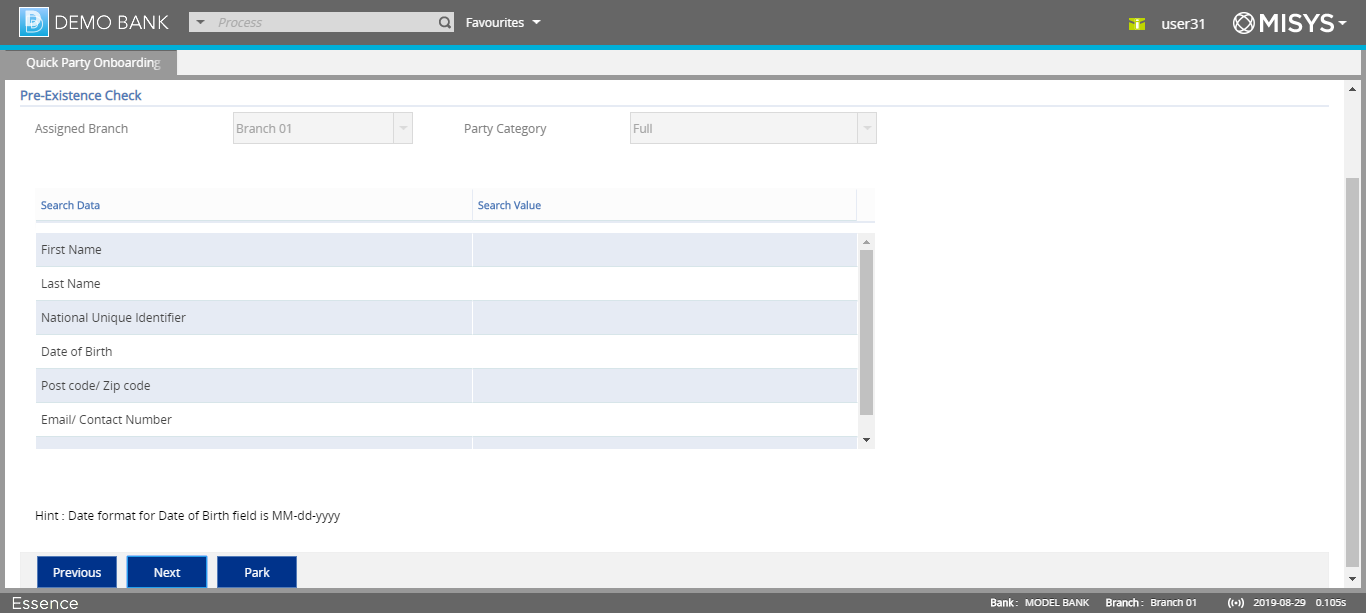 DEMO BANK Process Favourites user31 MISYS
Quick Party Onboarding
Pre-Existence Check
Assigned Branch Branch 01 Party Category Full
Search Data Search Value
First Name
Last Name
National Unique Identifier
Date of Birth
Post code/ Zip code
Email/ Contact Number
Hint : Date format for Date of Birth field is MM-dd-yyyy
Previous Next Park
Essence Bank : MODEL BANK Branch : Branch 01 2019-08-29 0.105s